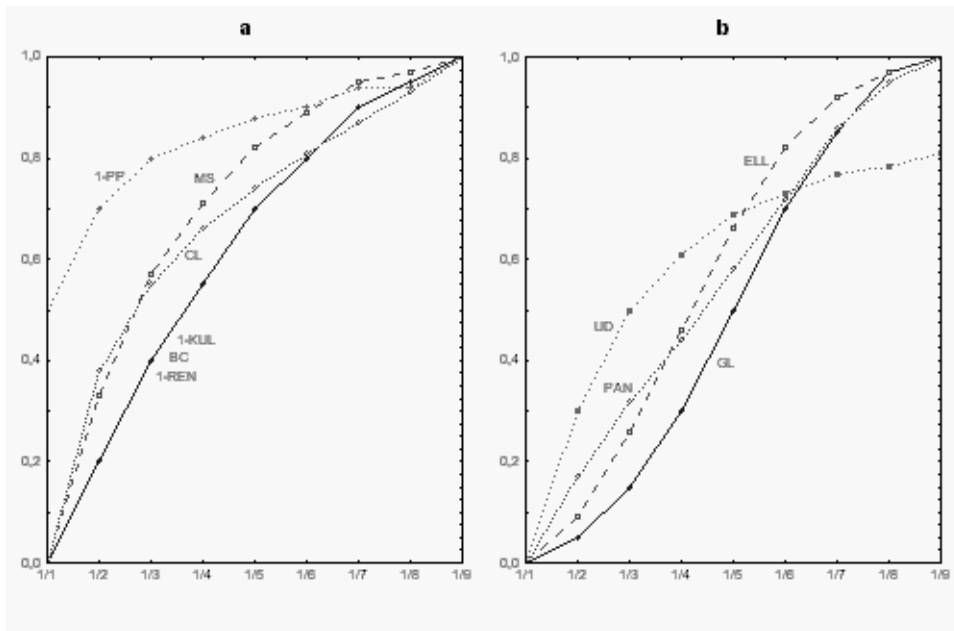 a
1,0
0,8
0,6
0,4
0,2
0,0
1-PP
MS
CL
1-KUL
BC
1-REN
1/1 1/2 1/3 1/4 1/5 1/6 1/7 1/8 1/9
b
1,0
0,8
0,6
0,4
0,2
0,0
ELL
UD
PAN
GL
1/1 1/2 1/3 1/4 1/5 1/6 1/7 1/8 1/9